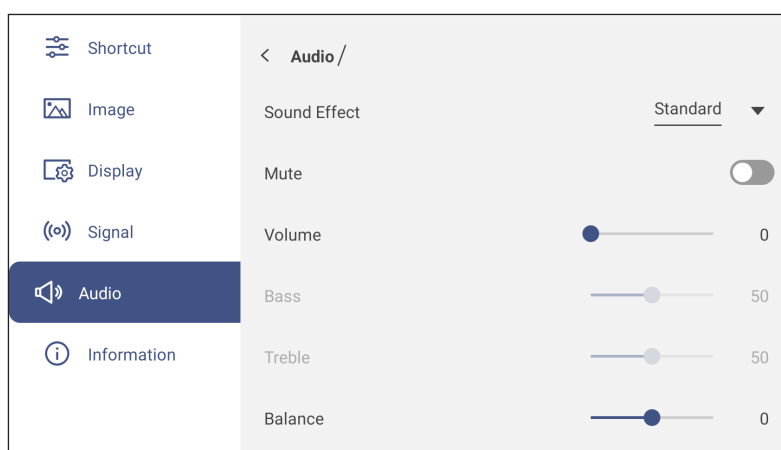 Shortcut
Image
Display
Signal
Audio
Information
< Audio/
Sound Effect Standard
Mute
Volume 0
Bass 50
Treble 50
Balance 0